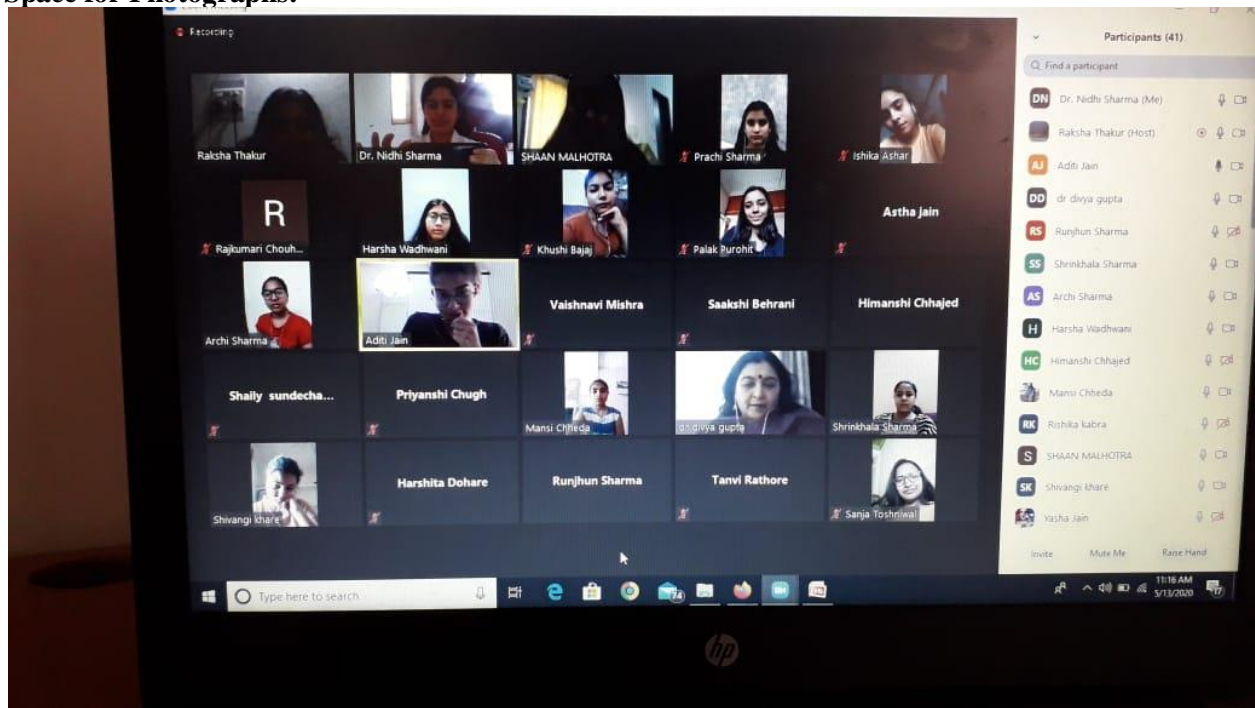 Space for Photographs:
Recording
Raksha Thakur
Dr. Nidhi Sharma
SHAAN MALHOTRA
Prachi Sharma
Ishika Ashar
R
Rajkumari Chouh...
Harsha Wadhwani
Khushi Bajaj
Palak Purohit
Astha jain
Archi Sharma
Aditi Jain
Vaishnavi Mishra
Saakshi Behrani
Himanshi Chhajed
Shaily sundecha...
Priyanshi Chugh
Mansi Chheda
dr divya gupta
Shrinkhala Sharma
Shivangi khare
Harshita Dohare
Runjhun Sharma
Tanvi Rathore
Sanja Toshniwal
Participants (41)
Find a participant
DN Dr. Nidhi Sharma (Me)
Raksha Thakur (Host)
AJ Aditi Jain
DD dr divya gupta
RS Runjhun Sharma
SS Shrinkhala Sharma
AS Archi Sharma
H Harsha Wadhwani
HC Himanshi Chhajed
Mansi Chheda
RK Rishika kabra
S SHAAN MALHOTRA
SK Shivangi khare
Yasha Jain
Invite Mute Me Raise Hand
Type here to search
74
11:16 AM
5/13/2020
17
hp